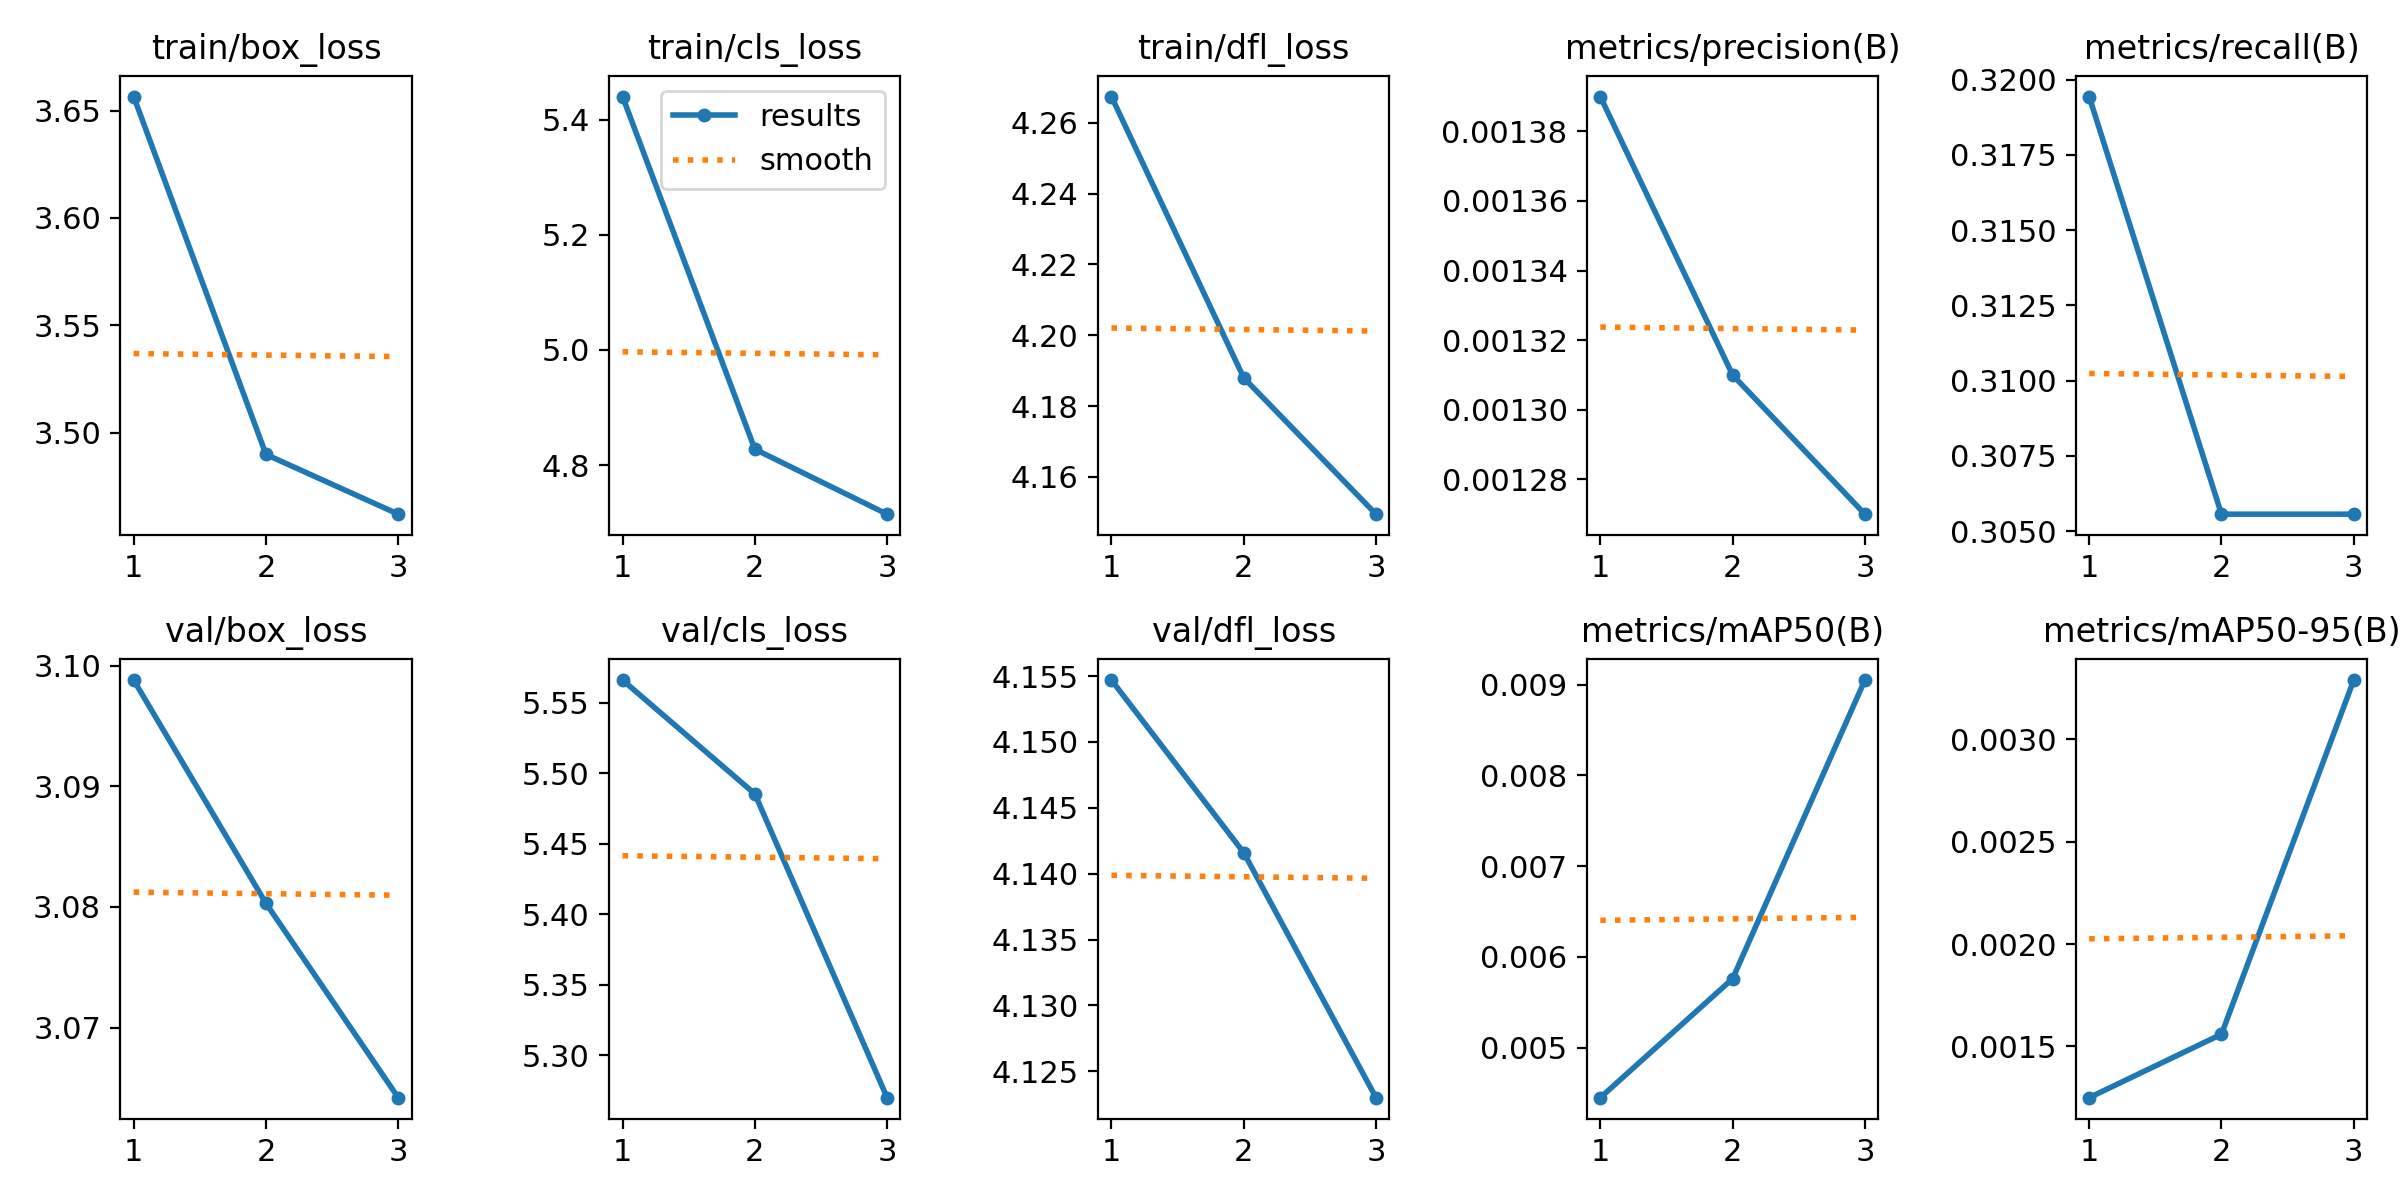 train/box_loss
3.65
3.60
3.55
3.50
1 2 3
train/cls_loss
results
smooth
5.4
5.2
5.0
4.8
1 2 3
train/dfl_loss
4.26
4.24
4.22
4.20
4.18
4.16
1 2 3
metrics/precision(B)
0.00138
0.00136
0.00134
0.00132
0.00130
0.00128
1 2 3
metrics/recall(B)
0.3200
0.3175
0.3150
0.3125
0.3100
0.3075
0.3050
1 2 3
val/box_loss
3.10
3.09
3.08
3.07
1 2 3
val/cls_loss
5.55
5.50
5.45
5.40
5.35
5.30
1 2 3
val/dfl_loss
4.155
4.150
4.145
4.140
4.135
4.130
4.125
1 2 3
metrics/mAP50(B)
0.009
0.008
0.007
0.006
0.005
1 2 3
metrics/mAP50-95(B)
0.0030
0.0025
0.0020
0.0015
1 2 3